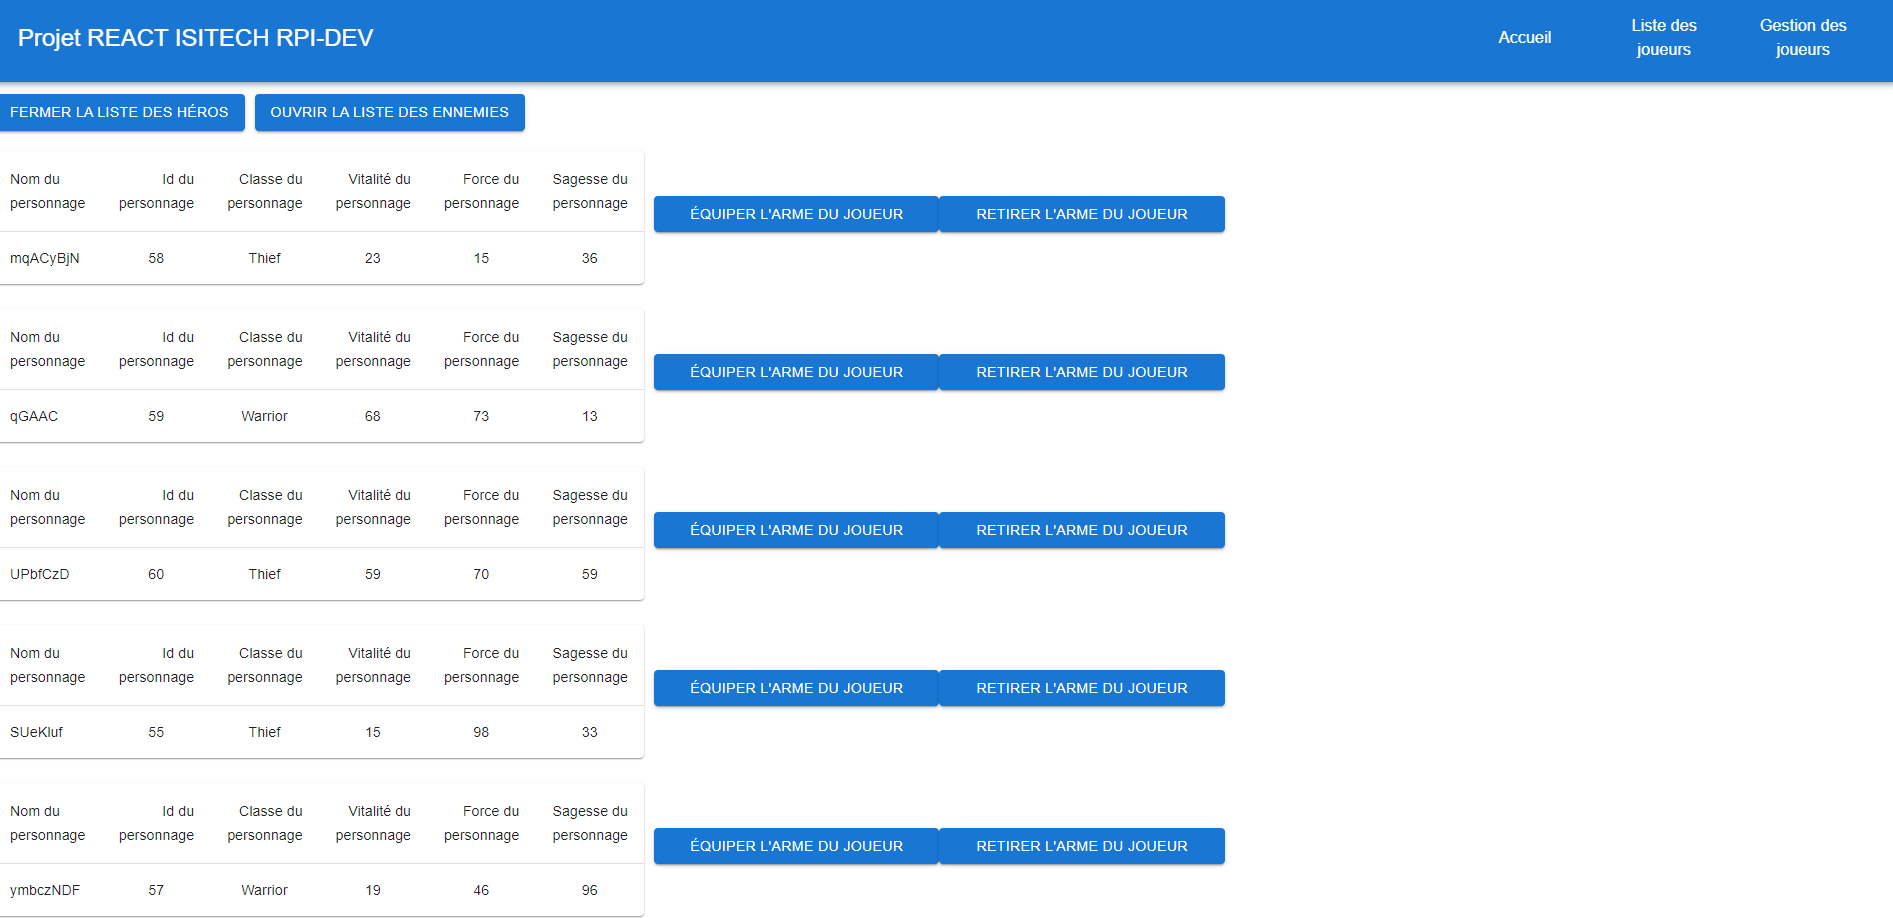 Projet REACT ISITECH RPI-DEV
Accueil
Liste des
joueurs
Gestion des
joueurs
FERMER LA LISTE DES HÉROS
OUVRIR LA LISTE DES ENNEMIES
Nom du personnage Id du personnage Classe du personnage Vitalité du personnage Force du personnage Sagesse du personnage
mqACyBjN 58 Thief 23 15 36
ÉQUIPER L'ARME DU JOUEUR
RETIRER L'ARME DU JOUEUR
Nom du personnage Id du personnage Classe du personnage Vitalité du personnage Force du personnage Sagesse du personnage
qGAAC 59 Warrior 68 73 13
ÉQUIPER L'ARME DU JOUEUR
RETIRER L'ARME DU JOUEUR
Nom du personnage Id du personnage Classe du personnage Vitalité du personnage Force du personnage Sagesse du personnage
UPbfCzD 60 Thief 59 70 59
ÉQUIPER L'ARME DU JOUEUR
RETIRER L'ARME DU JOUEUR
Nom du personnage Id du personnage Classe du personnage Vitalité du personnage Force du personnage Sagesse du personnage
SUeKluf 55 Thief 15 98 33
ÉQUIPER L'ARME DU JOUEUR
RETIRER L'ARME DU JOUEUR
Nom du personnage Id du personnage Classe du personnage Vitalité du personnage Force du personnage Sagesse du personnage
ymbczNDF 57 Warrior 19 46 96
ÉQUIPER L'ARME DU JOUEUR
RETIRER L'ARME DU JOUEUR